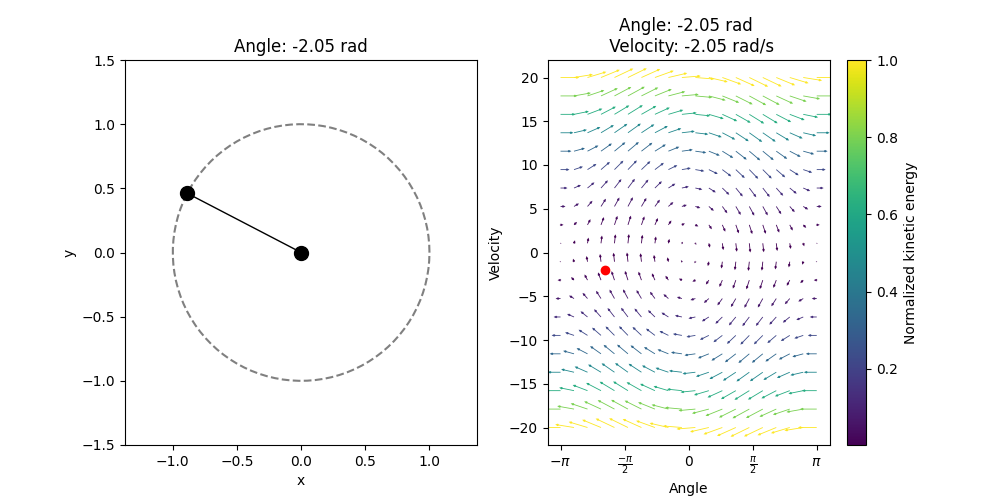 Angle: -2.05 rad
1.5
1.0
0.5
0.0
−0.5
−1.0
−1.5
y
−1.0
−0.5
0.0
0.5
1.0
x
Angle: -2.05 rad
Velocity: -2.05 rad/s
20
15
10
5
0
−5
−10
−15
−20
Velocity
−π
−π/2
0
π/2
π
Angle
1.0
0.8
0.6
0.4
0.2
Normalized kinetic energy